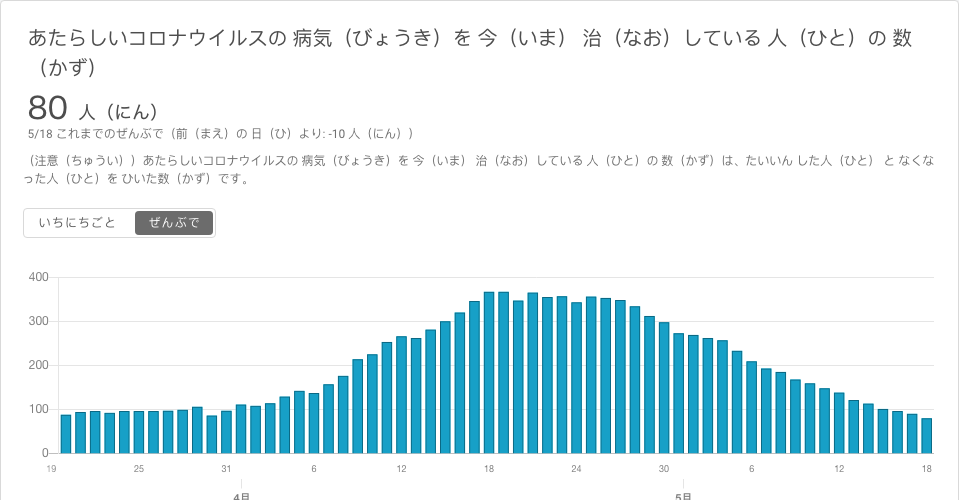 あたらしいコロナウイルスの 病気（びょうき）を 今（いま） 治（なお）している 人（ひと）の 数
（かず）
80 人（にん）
5/18 これまでのぜんぶで（前（まえ）の 日（ひ）より: -10 人（にん））
（注意（ちゅうい））あたらしいコロナウイルスの 病気（びょうき）を 今（いま） 治（なお）している 人（ひと）の 数（かず）は、たいいん した人（ひと） と なくな
った人（ひと）を ひいた数（かず）です。
いちにちごと ぜんぶで
400
300
200
100
0
19 25 31 6 12 18 24 30 6 12 18
4月 5月